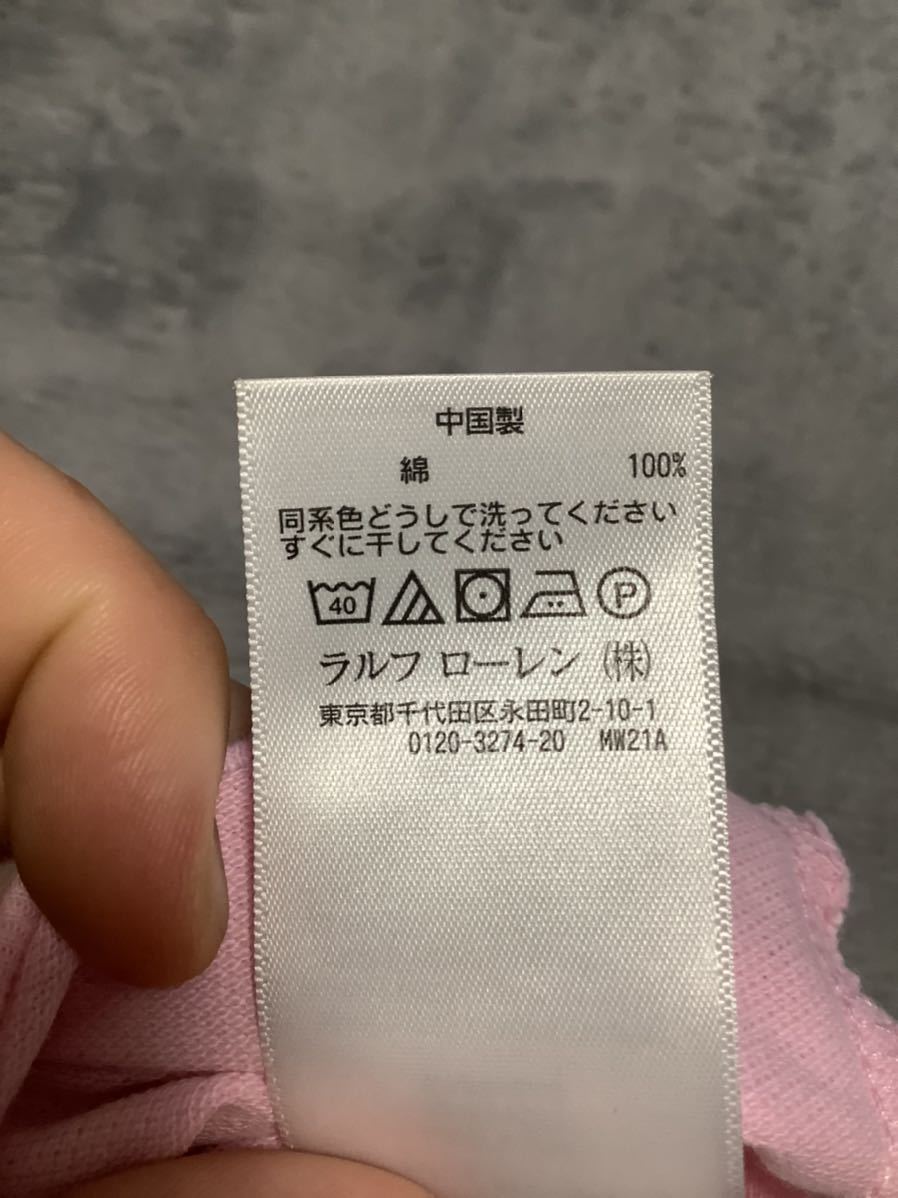 中国製
綿 100%
同系色どうしで洗ってください
すぐに干してください
40 P
ラルフ ローレン (株)
東京都千代田区永田町2-10-1
0120-3274-20 MW21A